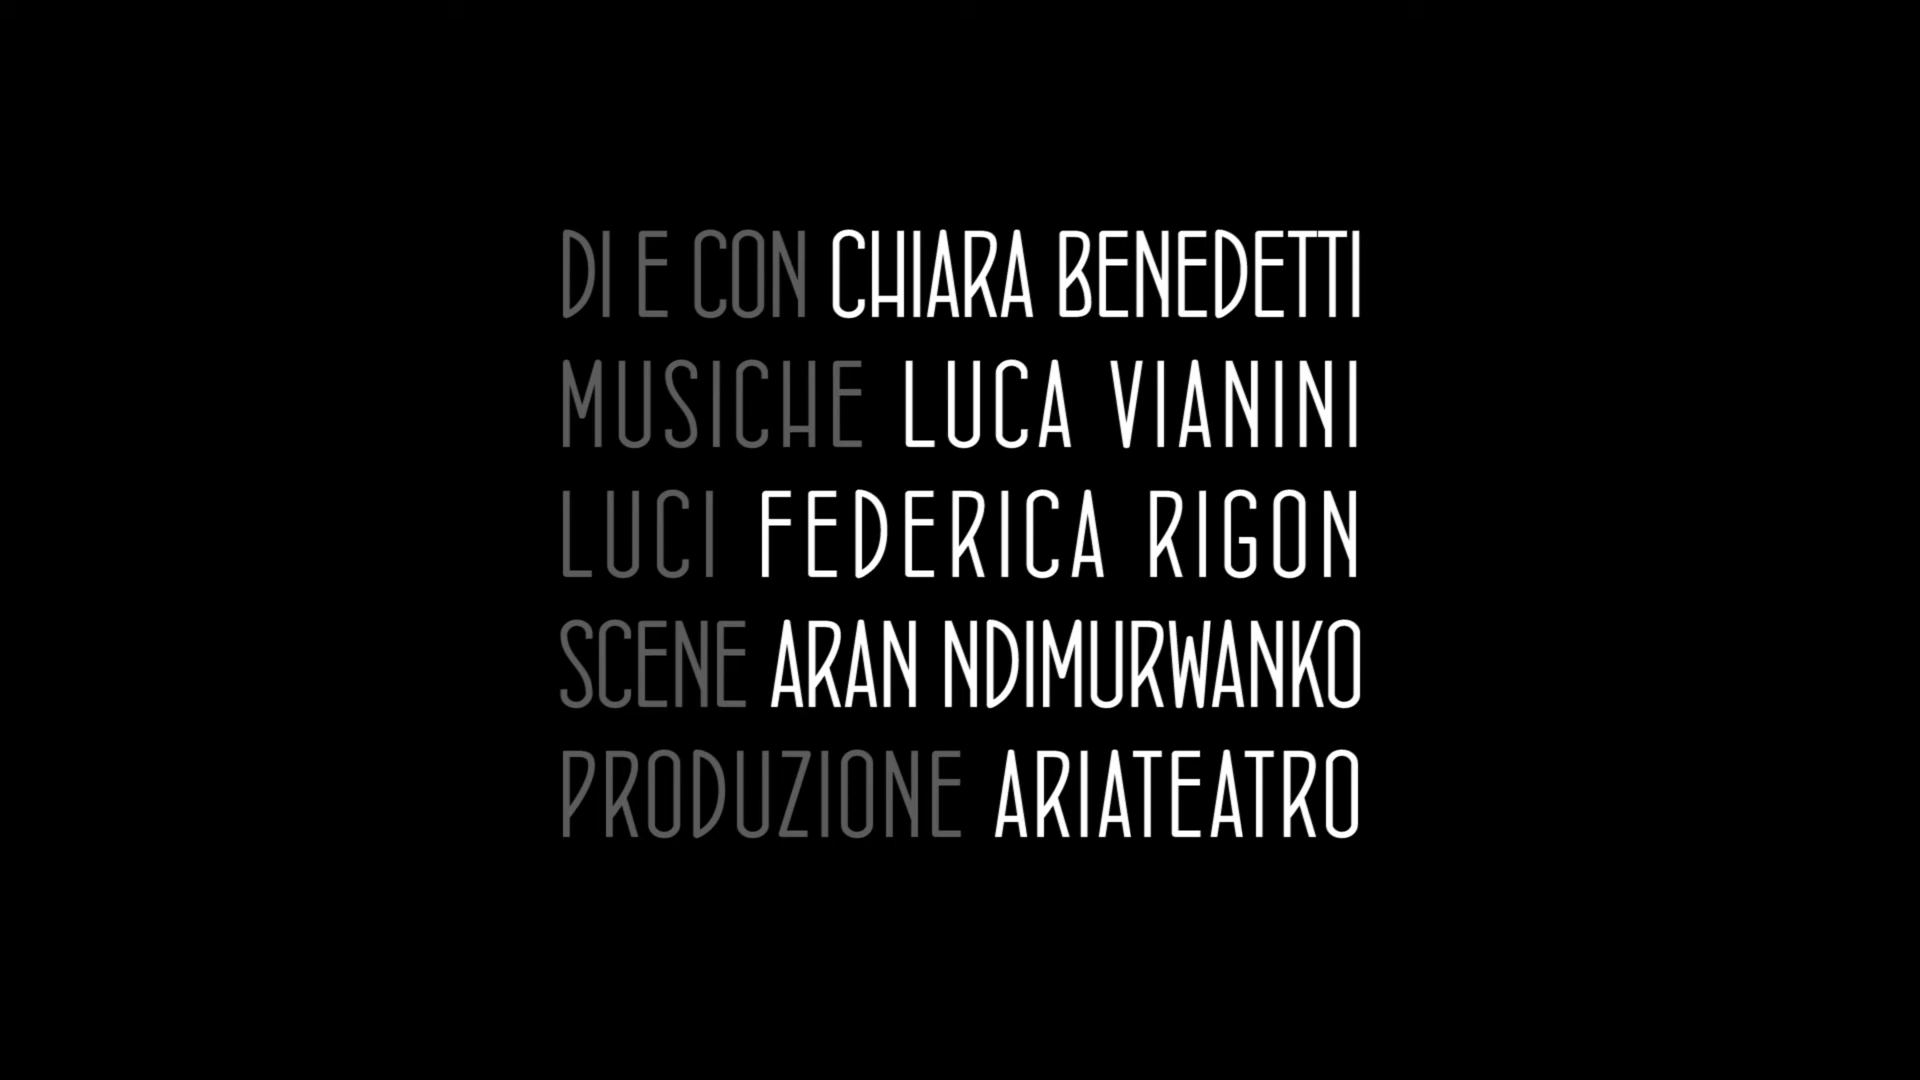 DI E CON CHIARA BENEDETTI
MUSICHE LUCA VIANINI
LUCI FEDERICA RIGON
SCENE ARAN NDIMURWANKO
PRODUZIONE ARIATEATRO